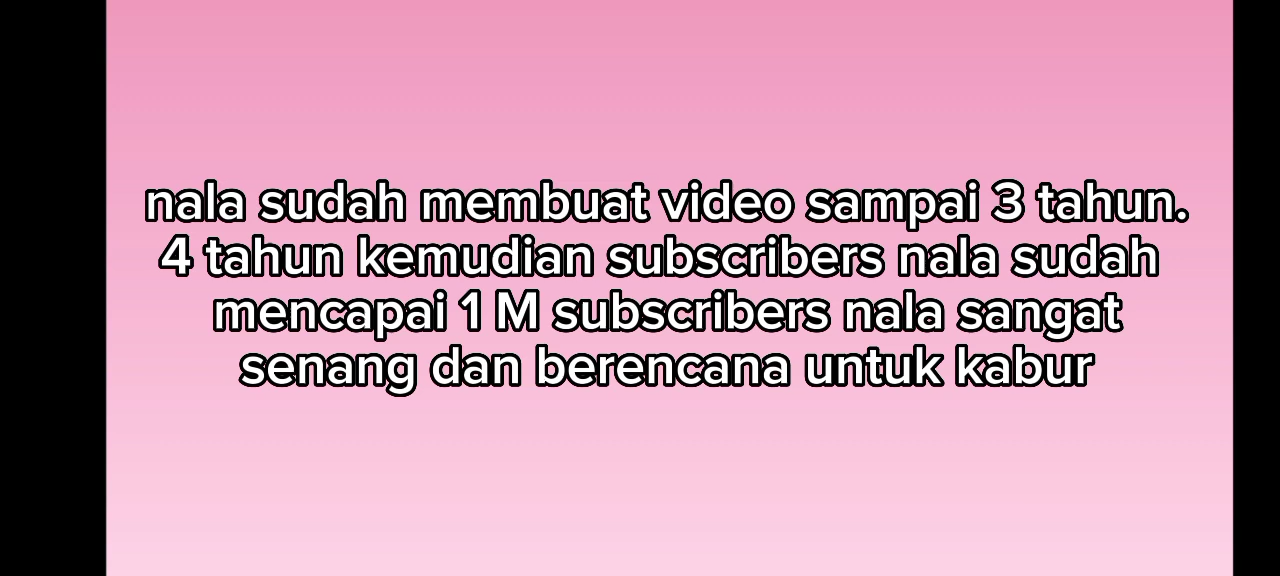 nala sudah membuat video sampai 3 tahun.
4 tahun kemudian subscribers nala sudah
mencapai 1 M subscribers nala sangat
senang dan berencana untuk kabur